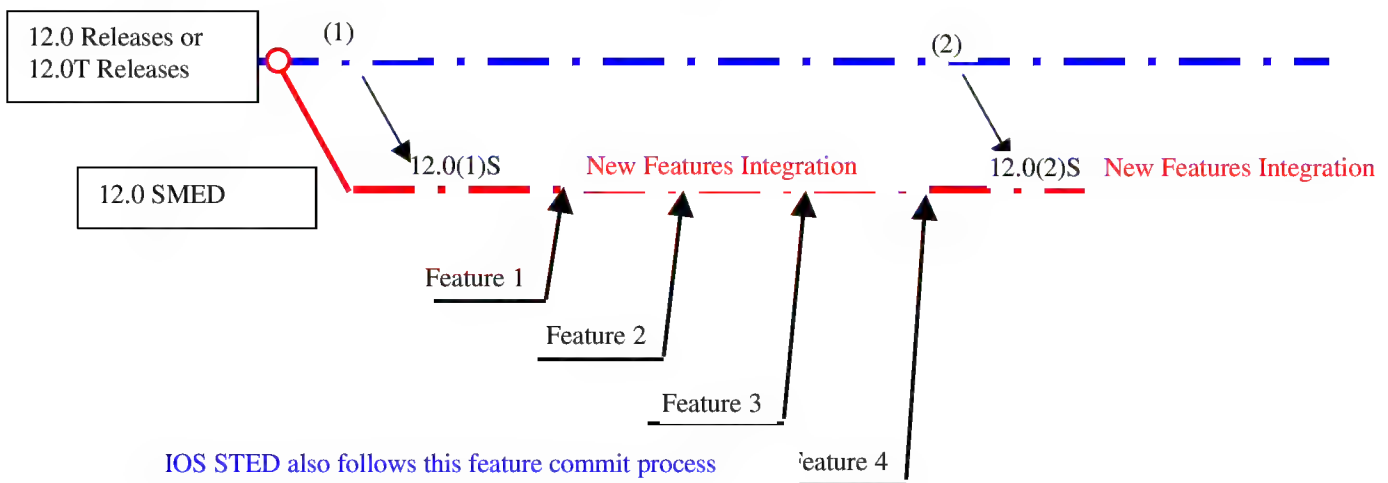 12.0 Releases or
12.0T Releases
(1)
(2)
12.0(1)S
New Features Integration
12.0(2)S
New Features Integration
12.0 SMED
Feature 1
Feature 2
Feature 3
Feature 4
IOS STED also follows this feature commit process